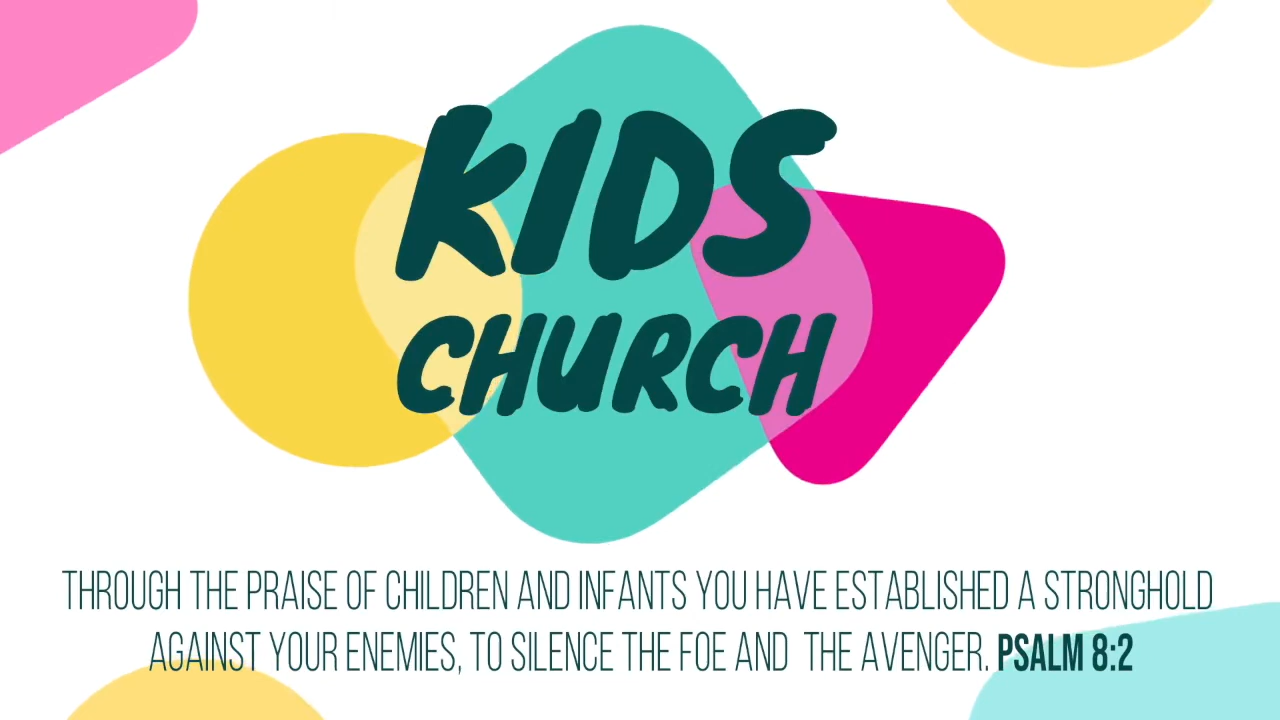 KIDS
CHURCH
THROUGH THE PRAISE OF CHILDREN AND INFANTS YOU HAVE ESTABLISHED A STRONGHOLD
AGAINST YOUR ENEMIES, TO SILENCE THE FOE AND THE AVENGER. PSALM 8:2